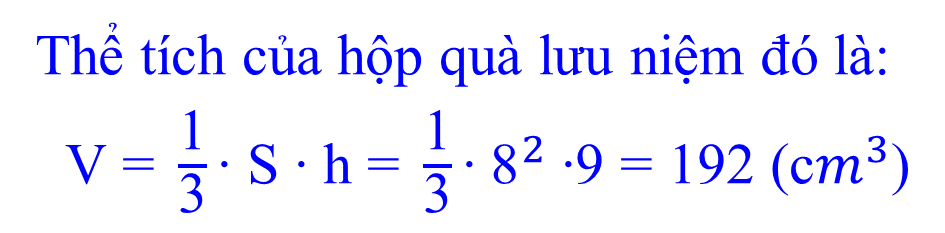 Thể tích của hộp quà lưu niệm đó là:
V = 1/3 · S · h = 1/3 · 8² ·9 = 192 (cm³)